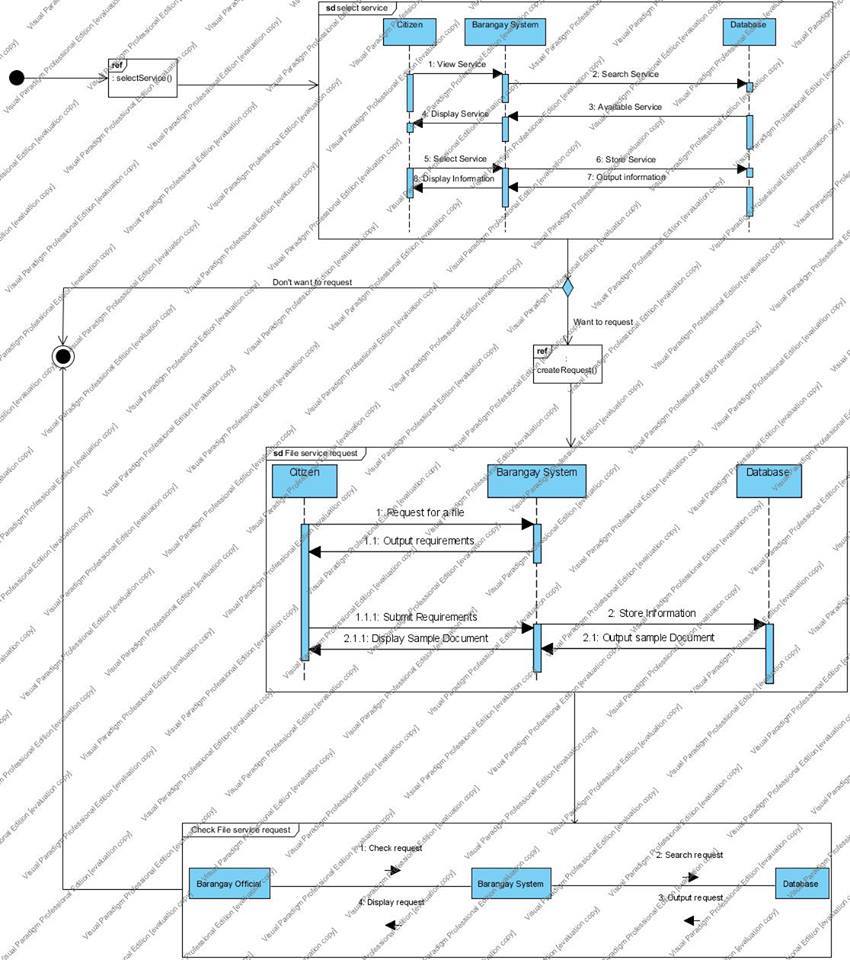 sd select service
Citizen
Barangay System
Database
1: View Service
2: Search Service
3: Available Service
4: Display Service
5: Select Service
6: Store Service
7: Output information
8: Display Information
ref
: selectService()
Don't want to request
Want to request
ref
:
createRequest()
sd File service request
Citizen
Barangay System
Database
1: Request for a file
1.1: Output requirements
1.1.1: Submit Requirements
2: Store Information
2.1.1: Display Sample Document
2.1: Output sample Document
Check File service request
1: Check request
2: Search request
Barangay Official
Barangay System
Database
4: Display request
3: Output request
Visual Paradigm Professional Edition [evaluation copy]